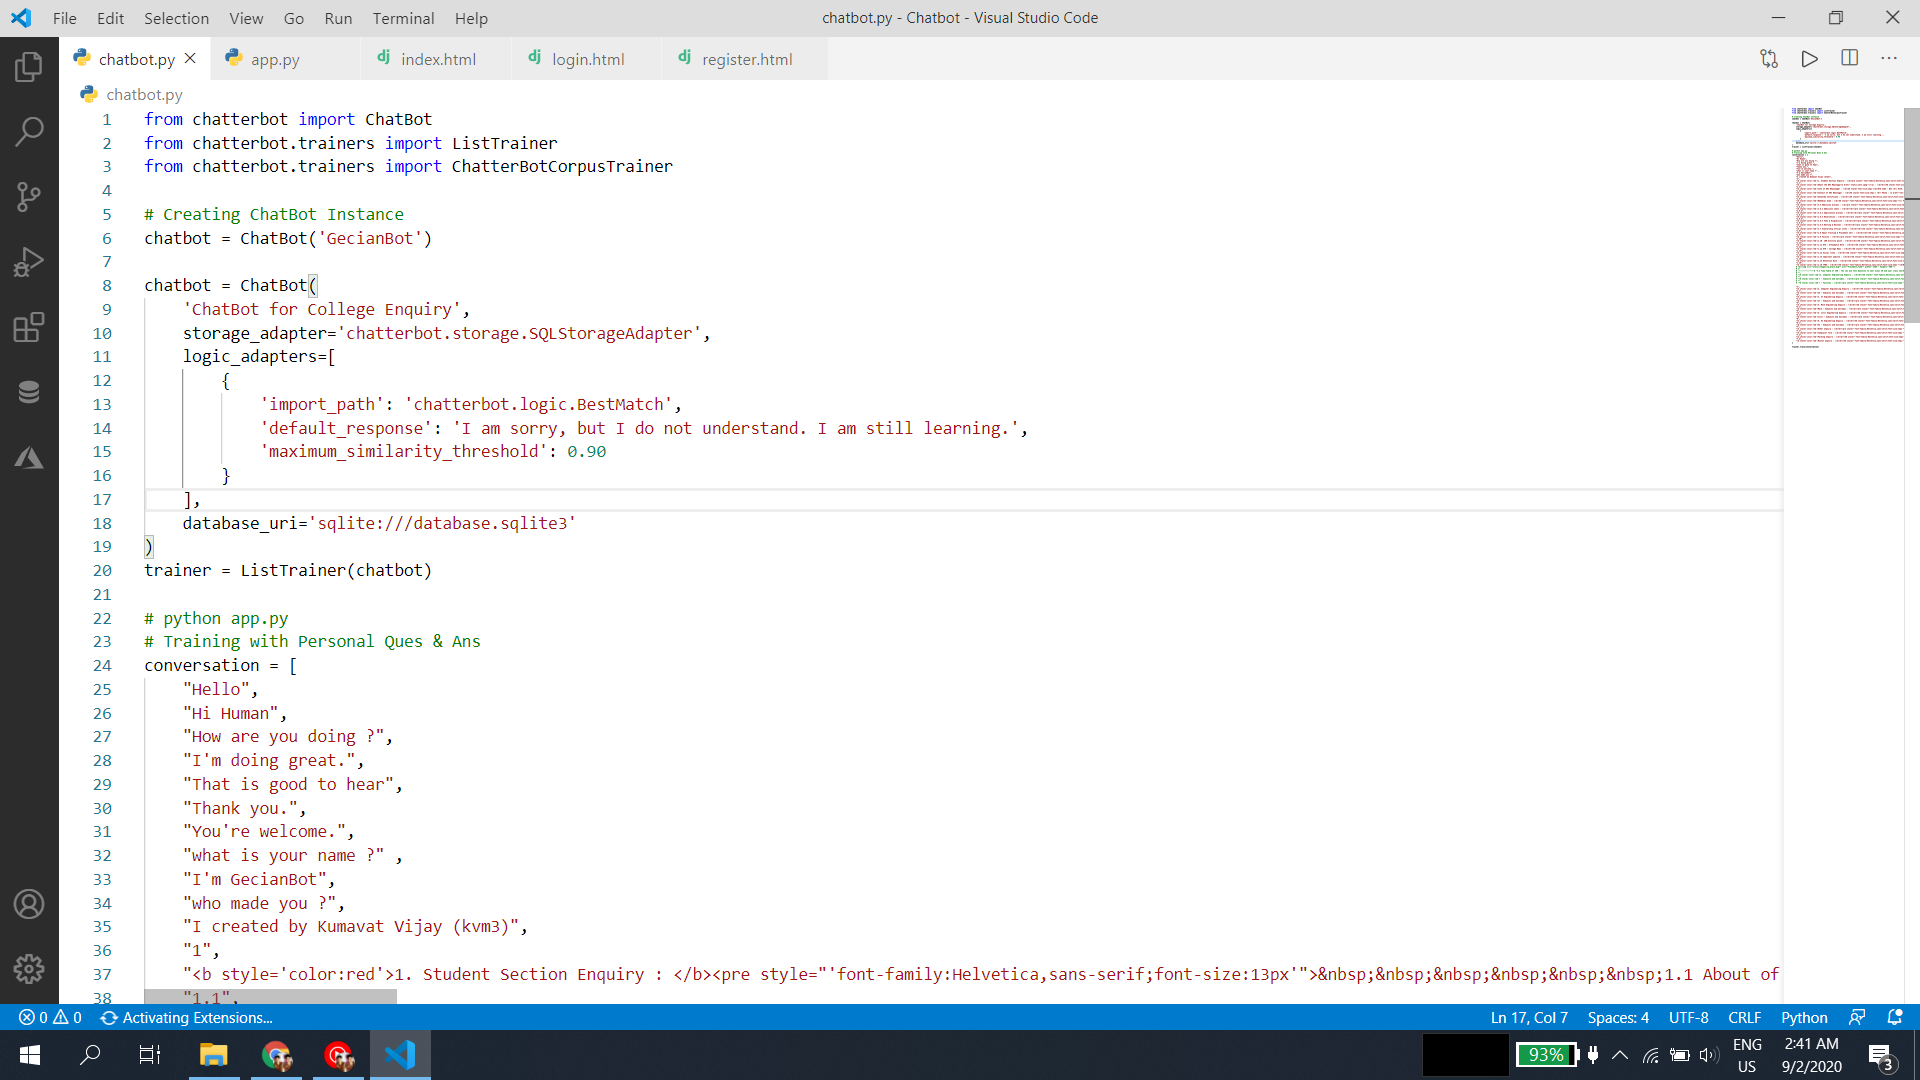 File Edit Selection View Go Run Terminal Help
chatbot.py - Chatbot - Visual Studio Code
chatbot.py app.py index.html login.html register.html
chatbot.py
1 from chatterbot import ChatBot
2 from chatterbot.trainers import ListTrainer
3 from chatterbot.trainers import ChatterBotCorpusTrainer
4
5 # Creating ChatBot Instance
6 chatbot = ChatBot('GecianBot')
7
8 chatbot = ChatBot(
9 'ChatBot for College Enquiry',
10 storage_adapter='chatterbot.storage.SQLStorageAdapter',
11 logic_adapters=[
12 {
13 'import_path': 'chatterbot.logic.BestMatch',
14 'default_response': 'I am sorry, but I do not understand. I am still learning.',
15 'maximum_similarity_threshold': 0.90
16 }
17 ],
18 database_uri='sqlite:///database.sqlite3'
19 )
20 trainer = ListTrainer(chatbot)
21
22 # python app.py
23 # Training with Personal Ques & Ans
24 conversation = [
25 "Hello",
26 "Hi Human",
27 "How are you doing ?",
28 "I'm doing great.",
29 "That is good to hear",
30 "Thank you.",
31 "You're welcome.",
32 "what is your name ?" ,
33 "I'm GecianBot",
34 "who made you ?",
35 "I created by Kumavat Vijay (kvm3)",
36 "1",
37 "<b style='color:red'>1. Student Section Enquiry : </b><pre style="'font-family:Helvetica,sans-serif;font-size:13px'">&nbsp;&nbsp;&nbsp;&nbsp;&nbsp;&nbsp;1.1 About of
38 "1.1",
0 0 Activating Extensions... Ln 17, Col 7 Spaces: 4 UTF-8 CRLF Python
93% ENG US 2:41 AM 9/2/2020 3